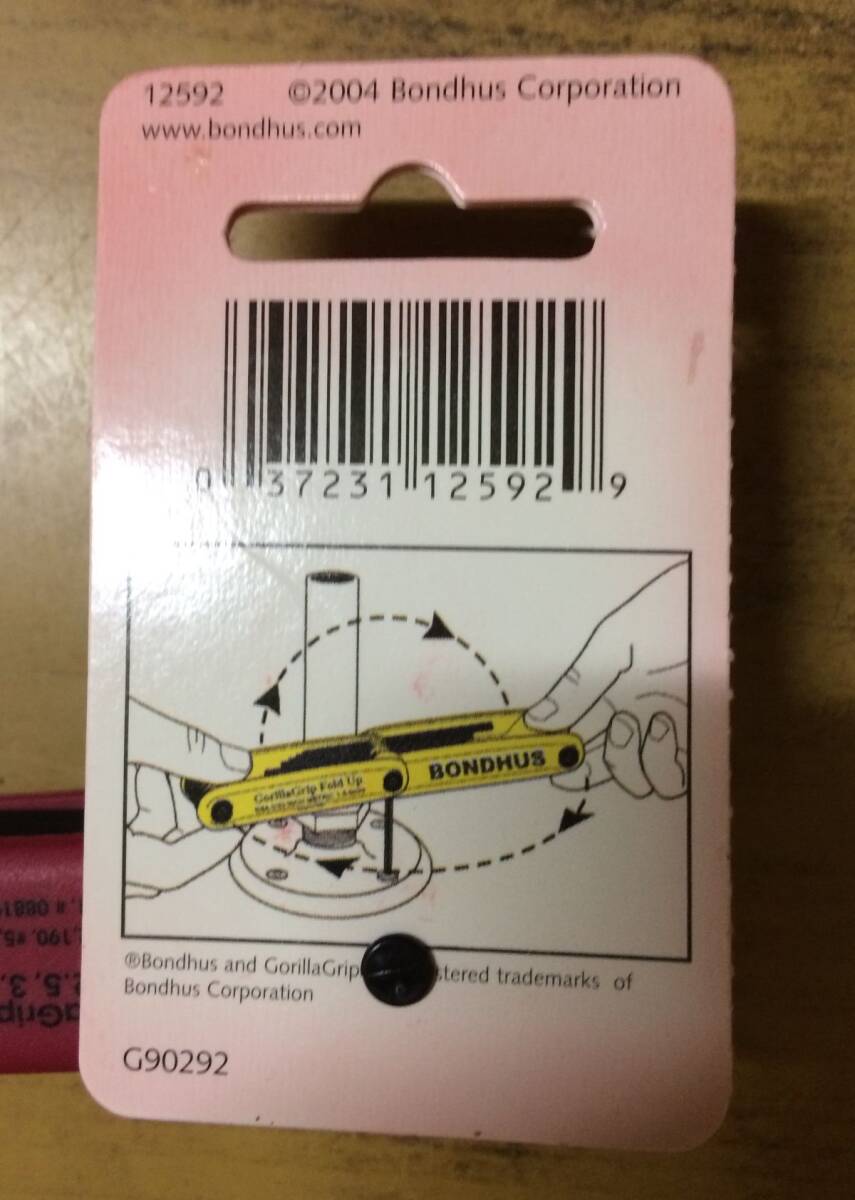 12592 ©2004 Bondhus Corporation
www.bondhus.com
0 37231 12592 9
BONDHUS
GorillaGrip Fold Up
®Bondhus and GorillaGrip stered trademarks of
Bondhus Corporation
G90292